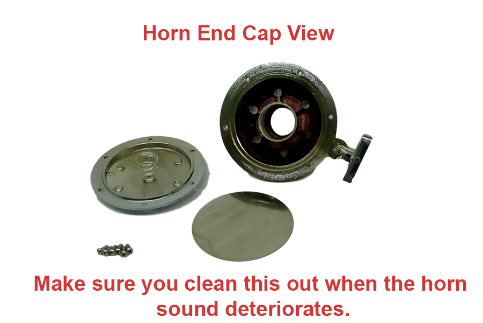 Horn End Cap View
Make sure you clean this out when the horn
sound deteriorates.